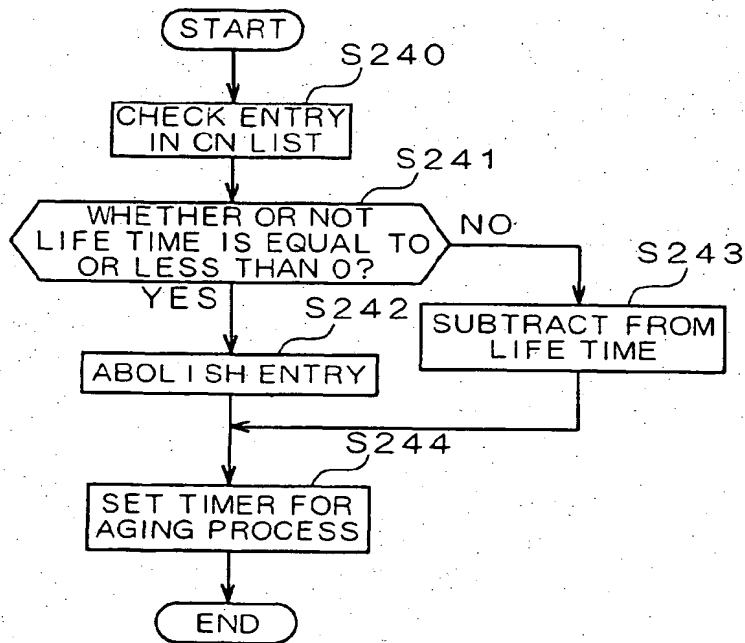 START
S240
CHECK ENTRY
IN CN LIST
S241
WHETHER OR NOT
LIFE TIME IS EQUAL TO
OR LESS THAN 0?
NO
YES
S242
S243
ABOLISH ENTRY
SUBTRACT FROM
LIFE TIME
S244
SET TIMER FOR
AGING PROCESS
END